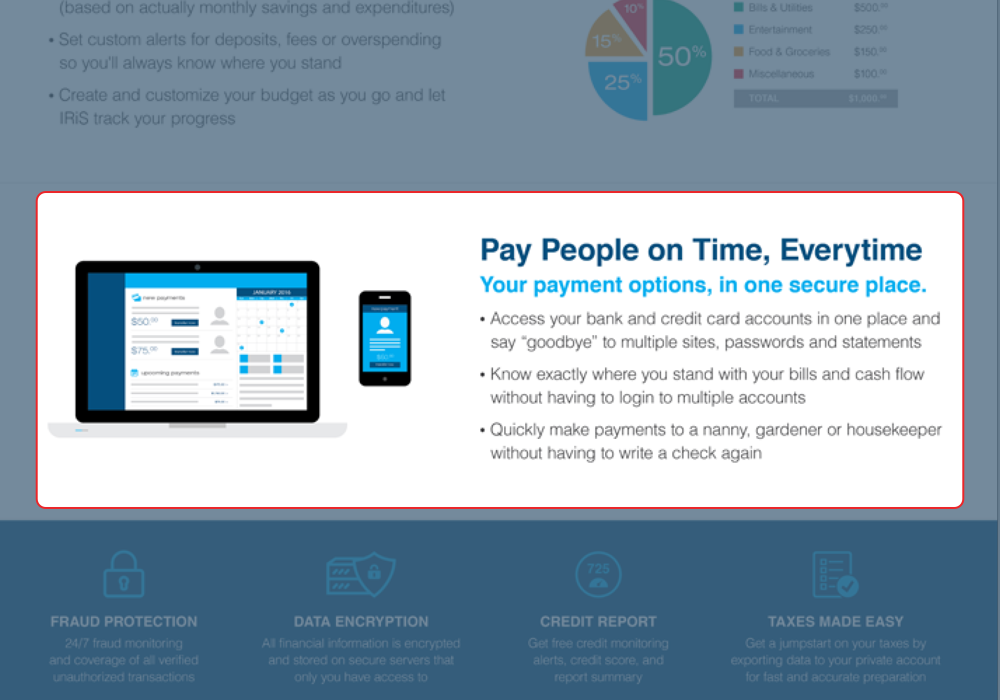 (based on actually monthly savings and expenditures)
• Set custom alerts for deposits, fees or overspending
so you'll always know where you stand
• Create and customize your budget as you go and let
IRiS track your progress
10%
15%
50%
25%
Bills & Utilities $500.00
Entertainment $250.00
Food & Groceries $150.00
Miscellaneous $100.00
TOTAL $1,000.00
Pay People on Time, Everytime
Your payment options, in one secure place.
• Access your bank and credit card accounts in one place and
say “goodbye” to multiple sites, passwords and statements
• Know exactly where you stand with your bills and cash flow
without having to login to multiple accounts
• Quickly make payments to a nanny, gardener or housekeeper
without having to write a check again
new payments
$50.00
$75.00
upcoming payments
JANUARY 2016
725
FRAUD PROTECTION
24/7 fraud monitoring
and coverage of all verified
unauthorized transactions
DATA ENCRYPTION
All financial information is encrypted
and stored on secure servers that
only you have access to
CREDIT REPORT
Get free credit monitoring
alerts, credit score, and
report summary
TAXES MADE EASY
Get a jumpstart on your taxes by
exporting data to your private account
for fast and accurate preparation